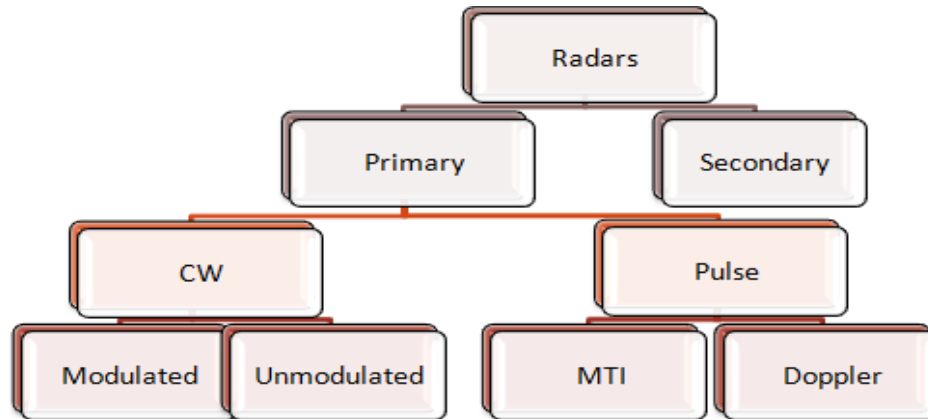 Radars
Primary
Secondary
CW
Pulse
Modulated
Unmodulated
MTI
Doppler